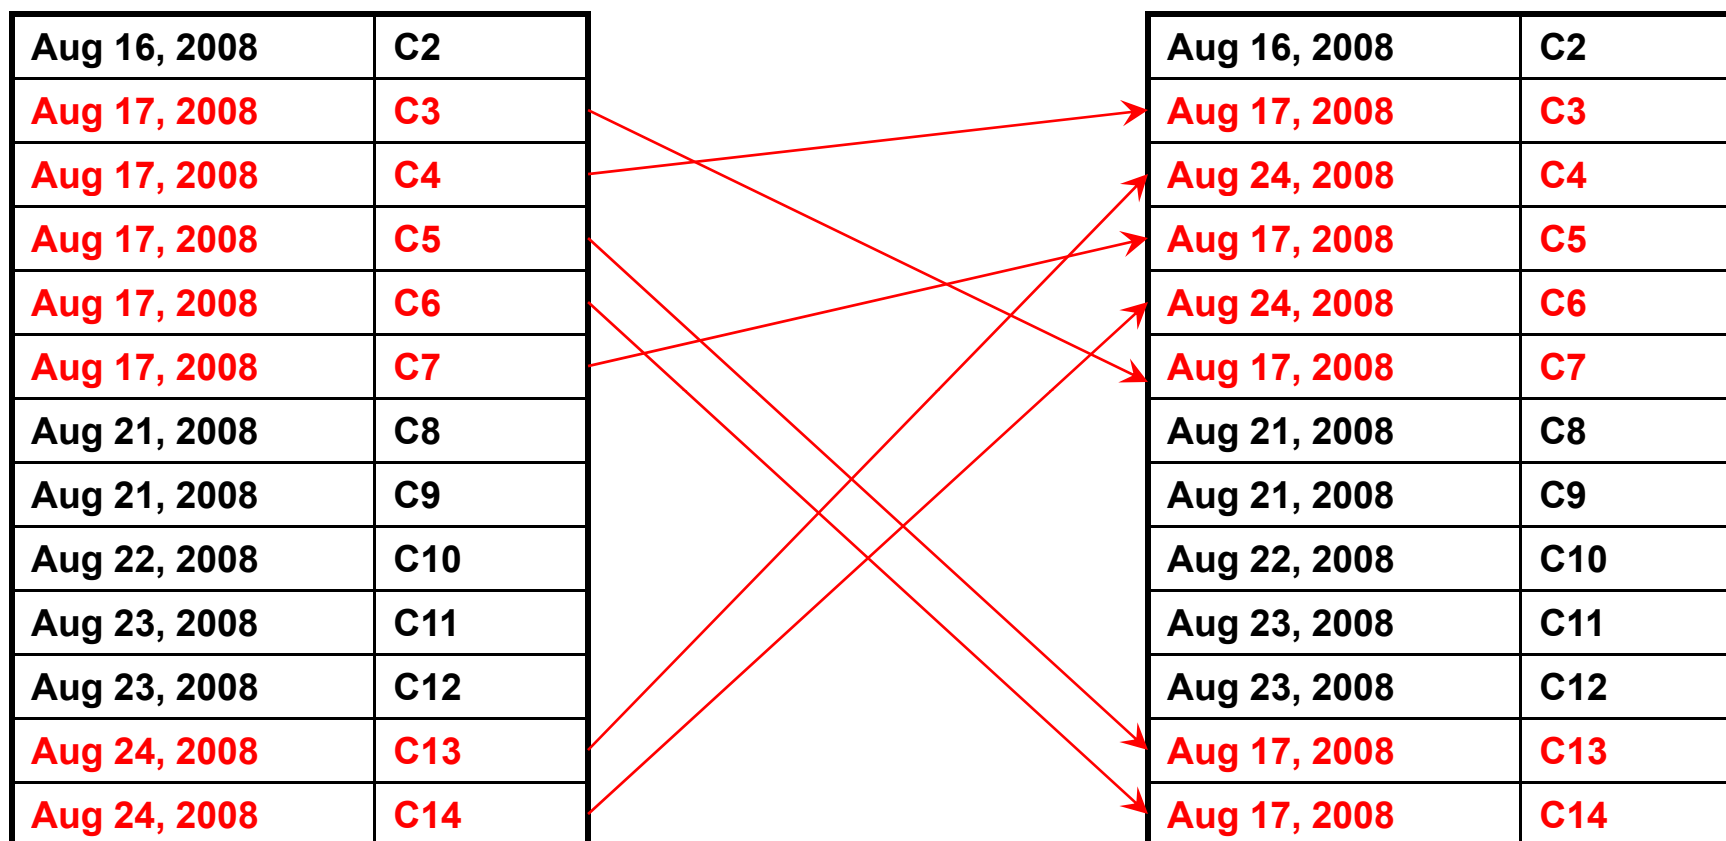 Aug 16, 2008 C2 Aug 16, 2008 C2
Aug 17, 2008 C3 Aug 17, 2008 C3
Aug 17, 2008 C4 Aug 24, 2008 C4
Aug 17, 2008 C5 Aug 17, 2008 C5
Aug 17, 2008 C6 Aug 24, 2008 C6
Aug 17, 2008 C7 Aug 17, 2008 C7
Aug 21, 2008 C8 Aug 21, 2008 C8
Aug 21, 2008 C9 Aug 21, 2008 C9
Aug 22, 2008 C10 Aug 22, 2008 C10
Aug 23, 2008 C11 Aug 23, 2008 C11
Aug 23, 2008 C12 Aug 23, 2008 C12
Aug 24, 2008 C13 Aug 17, 2008 C13
Aug 24, 2008 C14 Aug 17, 2008 C14